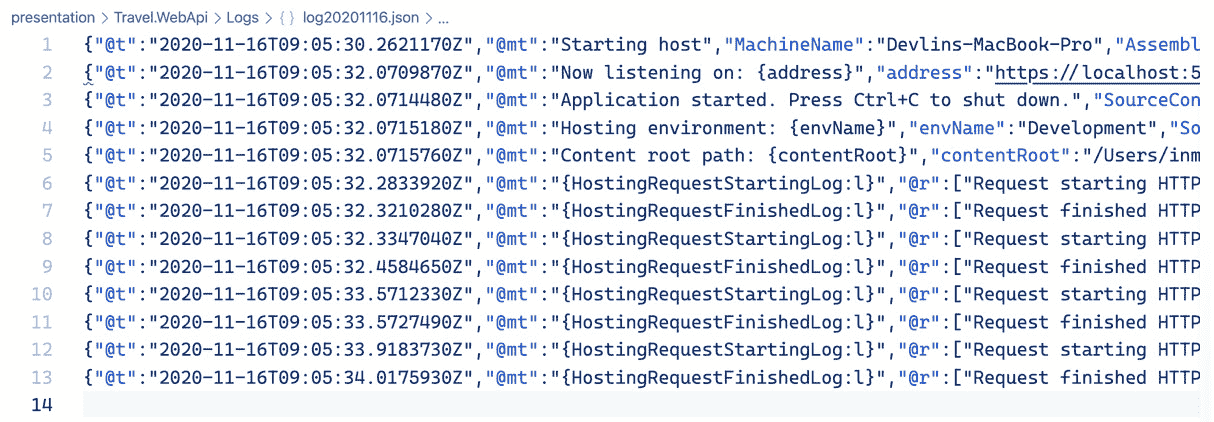 presentation > Travel.WebApi > Logs > {} log20201116.json > ...
1 {"@t":"2020-11-16T09:05:30.2621170Z","@mt":"Starting host","MachineName":"Devlins-MacBook-Pro","Assembl
2 {"@t":"2020-11-16T09:05:32.0709870Z","@mt":"Now listening on: {address}","address":"https://localhost:5
3 {"@t":"2020-11-16T09:05:32.0714480Z","@mt":"Application started. Press Ctrl+C to shut down.","SourceCon
4 {"@t":"2020-11-16T09:05:32.0715180Z","@mt":"Hosting environment: {envName}","envName":"Development","So
5 {"@t":"2020-11-16T09:05:32.0715760Z","@mt":"Content root path: {contentRoot}","contentRoot":"/Users/inm
6 {"@t":"2020-11-16T09:05:32.2833920Z","@mt":"{HostingRequestStartingLog:l}","@r":["Request starting HTTP
7 {"@t":"2020-11-16T09:05:32.3210280Z","@mt":"{HostingRequestFinishedLog:l}","@r":["Request finished HTTP
8 {"@t":"2020-11-16T09:05:32.3347040Z","@mt":"{HostingRequestStartingLog:l}","@r":["Request starting HTTP
9 {"@t":"2020-11-16T09:05:32.4584650Z","@mt":"{HostingRequestFinishedLog:l}","@r":["Request finished HTTP
10 {"@t":"2020-11-16T09:05:33.5712330Z","@mt":"{HostingRequestStartingLog:l}","@r":["Request starting HTTP
11 {"@t":"2020-11-16T09:05:33.5727490Z","@mt":"{HostingRequestFinishedLog:l}","@r":["Request finished HTTP
12 {"@t":"2020-11-16T09:05:33.9183730Z","@mt":"{HostingRequestStartingLog:l}","@r":["Request starting HTTP
13 {"@t":"2020-11-16T09:05:34.0175930Z","@mt":"{HostingRequestFinishedLog:l}","@r":["Request finished HTTP
14